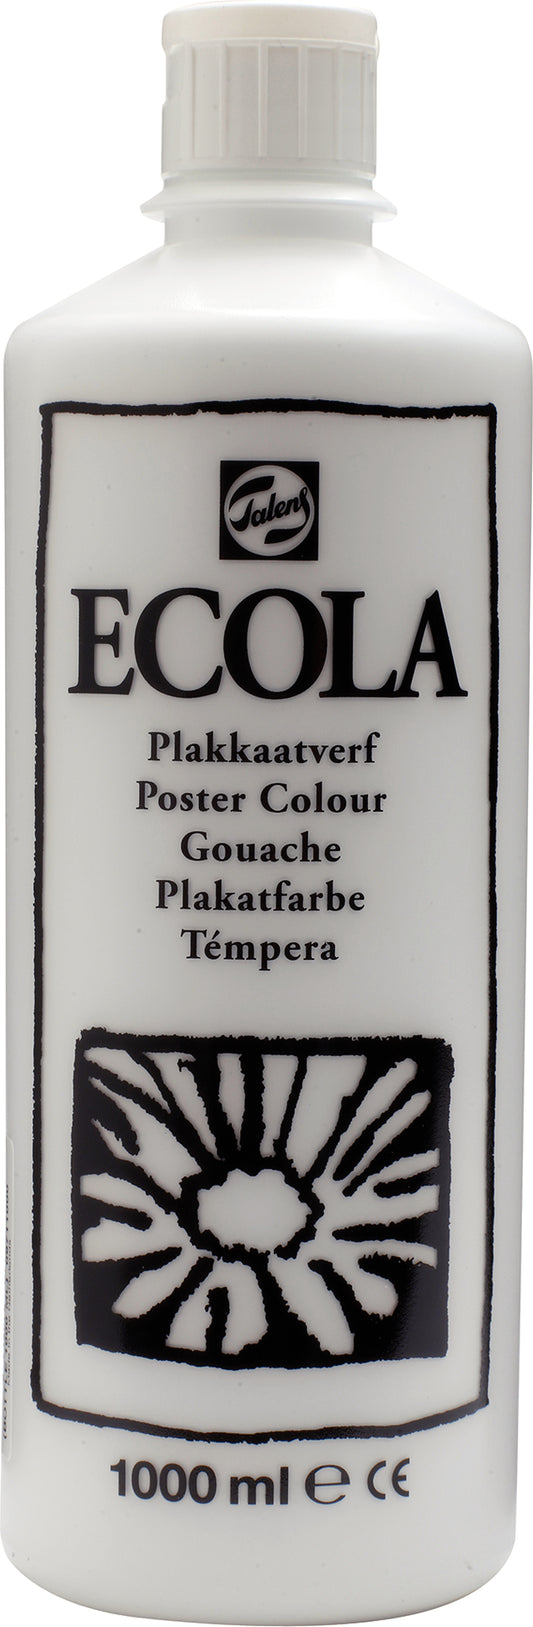 Talens
ECOLA
Plakkaatverf
Poster Colour
Gouache
Plakatfarbe
Témpera
1000 ml ℮ CE